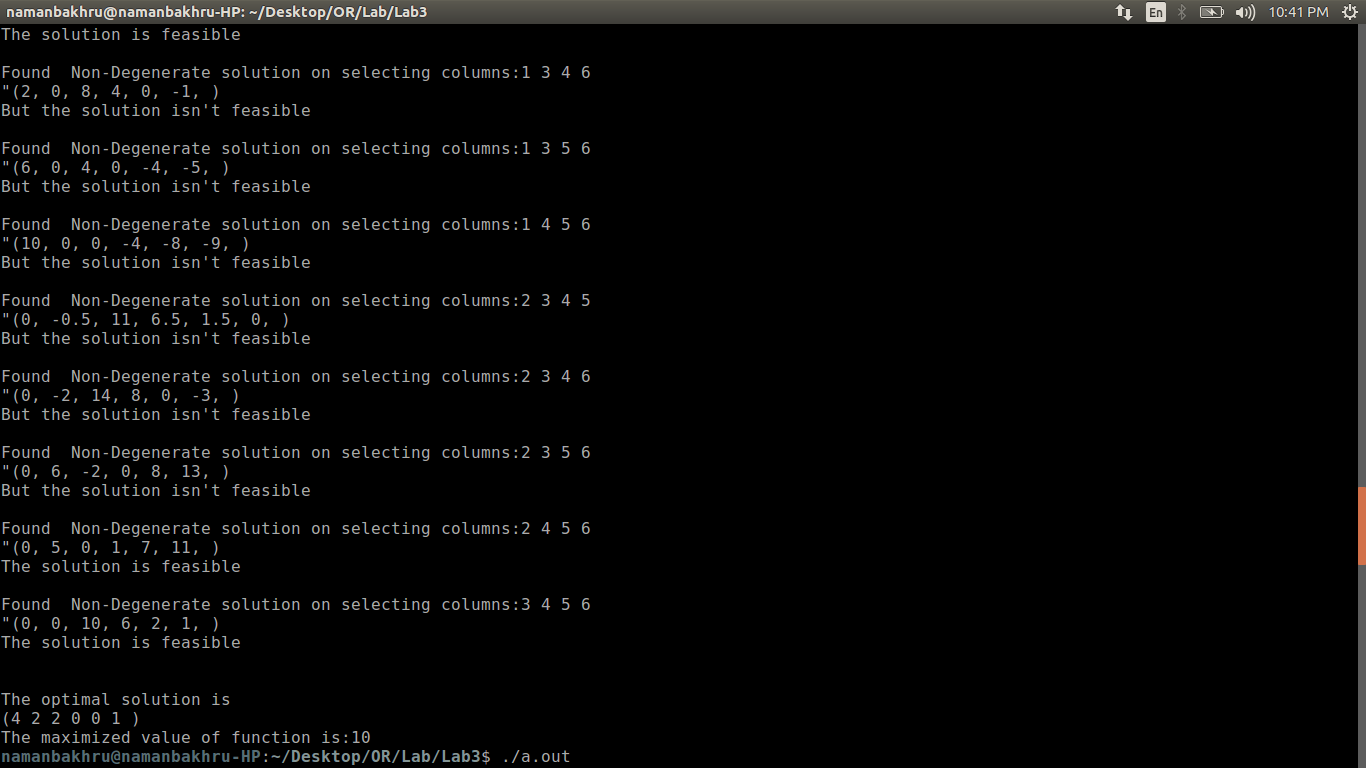 namanbakhru@namanbakhru-HP: ~/Desktop/OR/Lab/Lab3
En
10:41 PM
The solution is feasible
Found  Non-Degenerate solution on selecting columns:1 3 4 6
"(2, 0, 8, 4, 0, -1, )
But the solution isn't feasible
Found  Non-Degenerate solution on selecting columns:1 3 5 6
"(6, 0, 4, 0, -4, -5, )
But the solution isn't feasible
Found  Non-Degenerate solution on selecting columns:1 4 5 6
"(10, 0, 0, -4, -8, -9, )
But the solution isn't feasible
Found  Non-Degenerate solution on selecting columns:2 3 4 5
"(0, -0.5, 11, 6.5, 1.5, 0, )
But the solution isn't feasible
Found  Non-Degenerate solution on selecting columns:2 3 4 6
"(0, -2, 14, 8, 0, -3, )
But the solution isn't feasible
Found  Non-Degenerate solution on selecting columns:2 3 5 6
"(0, 6, -2, 0, 8, 13, )
But the solution isn't feasible
Found  Non-Degenerate solution on selecting columns:2 4 5 6
"(0, 5, 0, 1, 7, 11, )
The solution is feasible
Found  Non-Degenerate solution on selecting columns:3 4 5 6
"(0, 0, 10, 6, 2, 1, )
The solution is feasible
The optimal solution is
(4 2 2 0 0 1 )
The maximized value of function is:10
namanbakhru@namanbakhru-HP:~/Desktop/OR/Lab/Lab3$ ./a.out